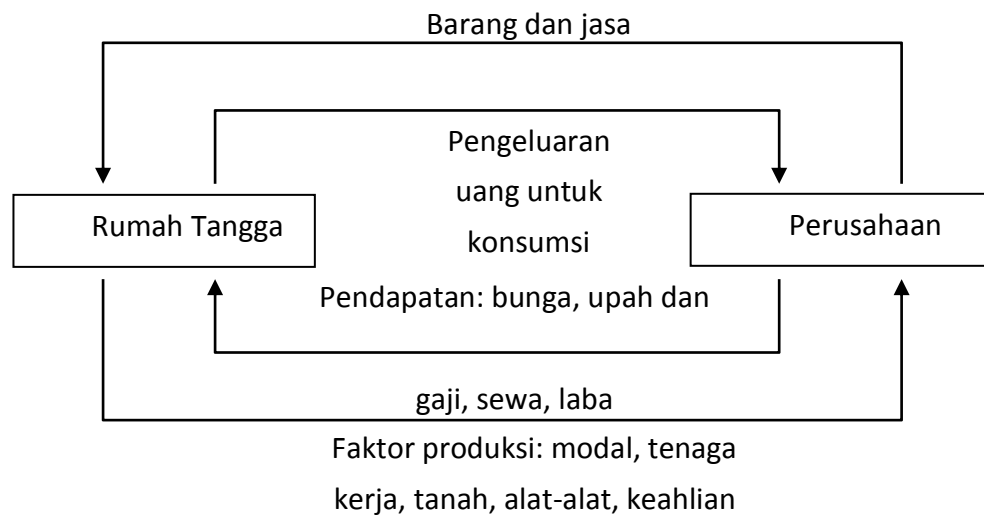 Barang dan jasa
Pengeluaran
uang untuk
konsumsi
Rumah Tangga
Perusahaan
Pendapatan: bunga, upah dan
gaji, sewa, laba
Faktor produksi: modal, tenaga
kerja, tanah, alat-alat, keahlian